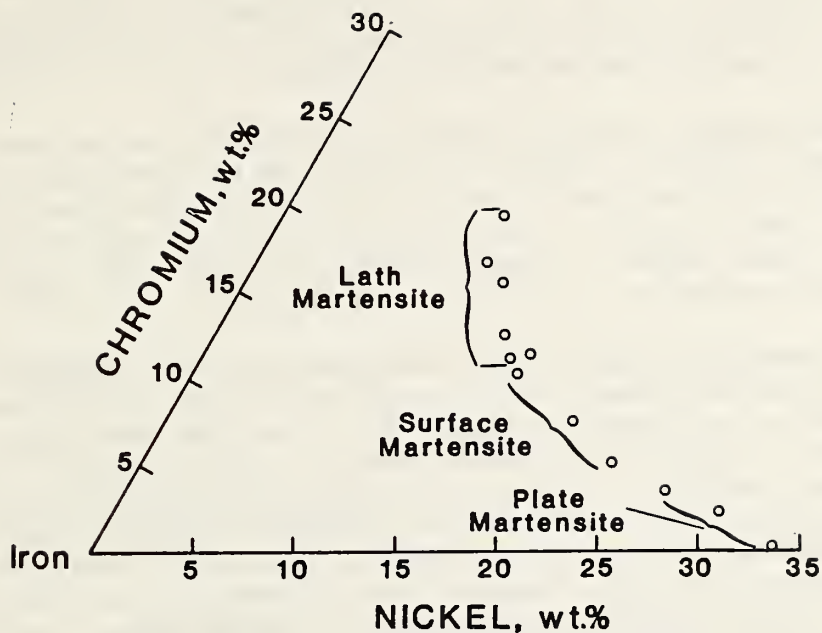 30
25
20
15
10
5
CHROMIUM, wt.%
Lath
Martensite
Surface
Martensite
Plate
Martensite
Iron
5
10
15
20
25
30
35
NICKEL, wt.%